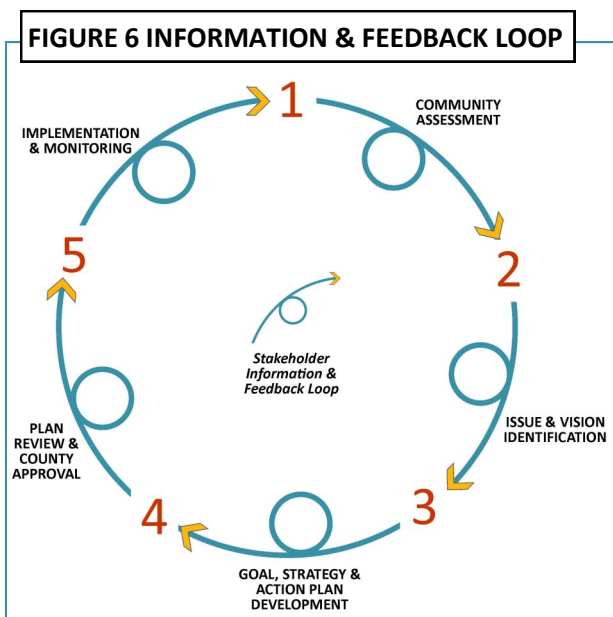 FIGURE 6 INFORMATION & FEEDBACK LOOP
1
COMMUNITY
ASSESSMENT
2
ISSUE & VISION
IDENTIFICATION
3
GOAL, STRATEGY &
ACTION PLAN
DEVELOPMENT
4
PLAN
REVIEW &
COUNTY
APPROVAL
5
IMPLEMENTATION
& MONITORING
Stakeholder
Information &
Feedback Loop